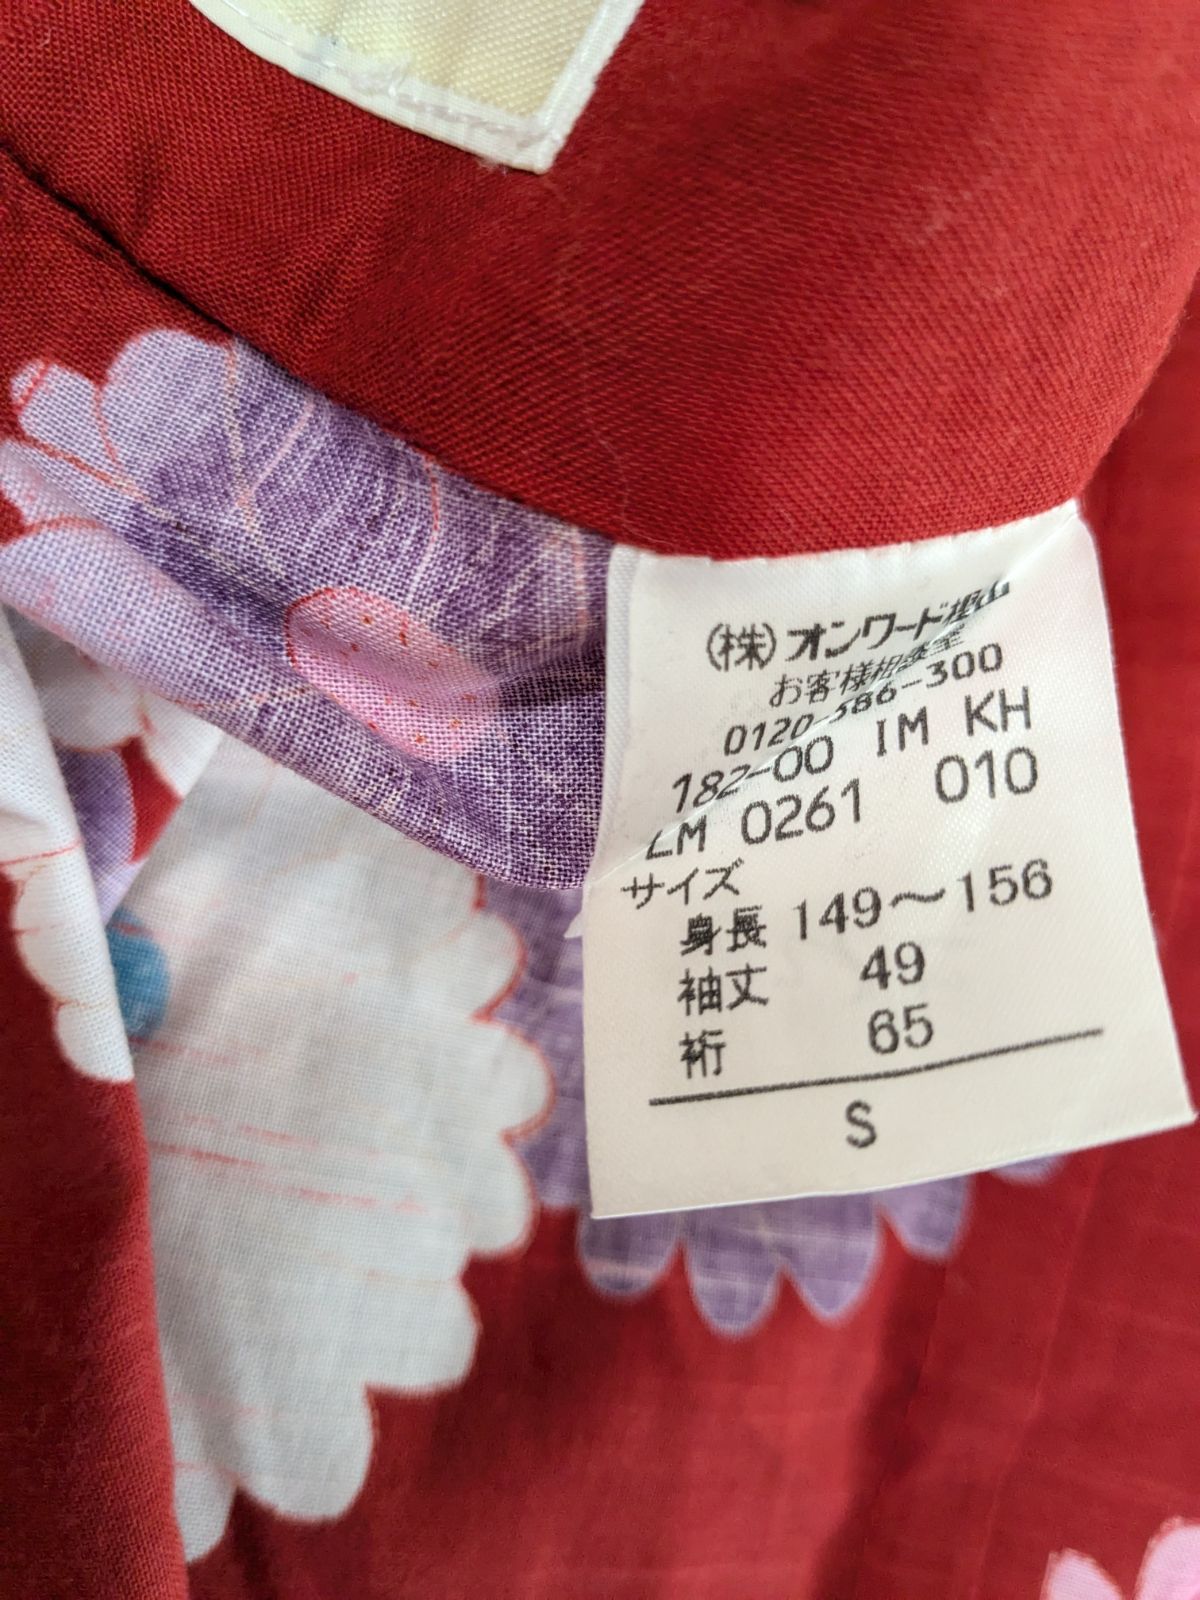 (株)オンワード樫山
お客様相談室
0120-586-300
182-00 IM KH
LM 0261 010
サイズ
身長 149〜156
袖丈 49
裄 65
S